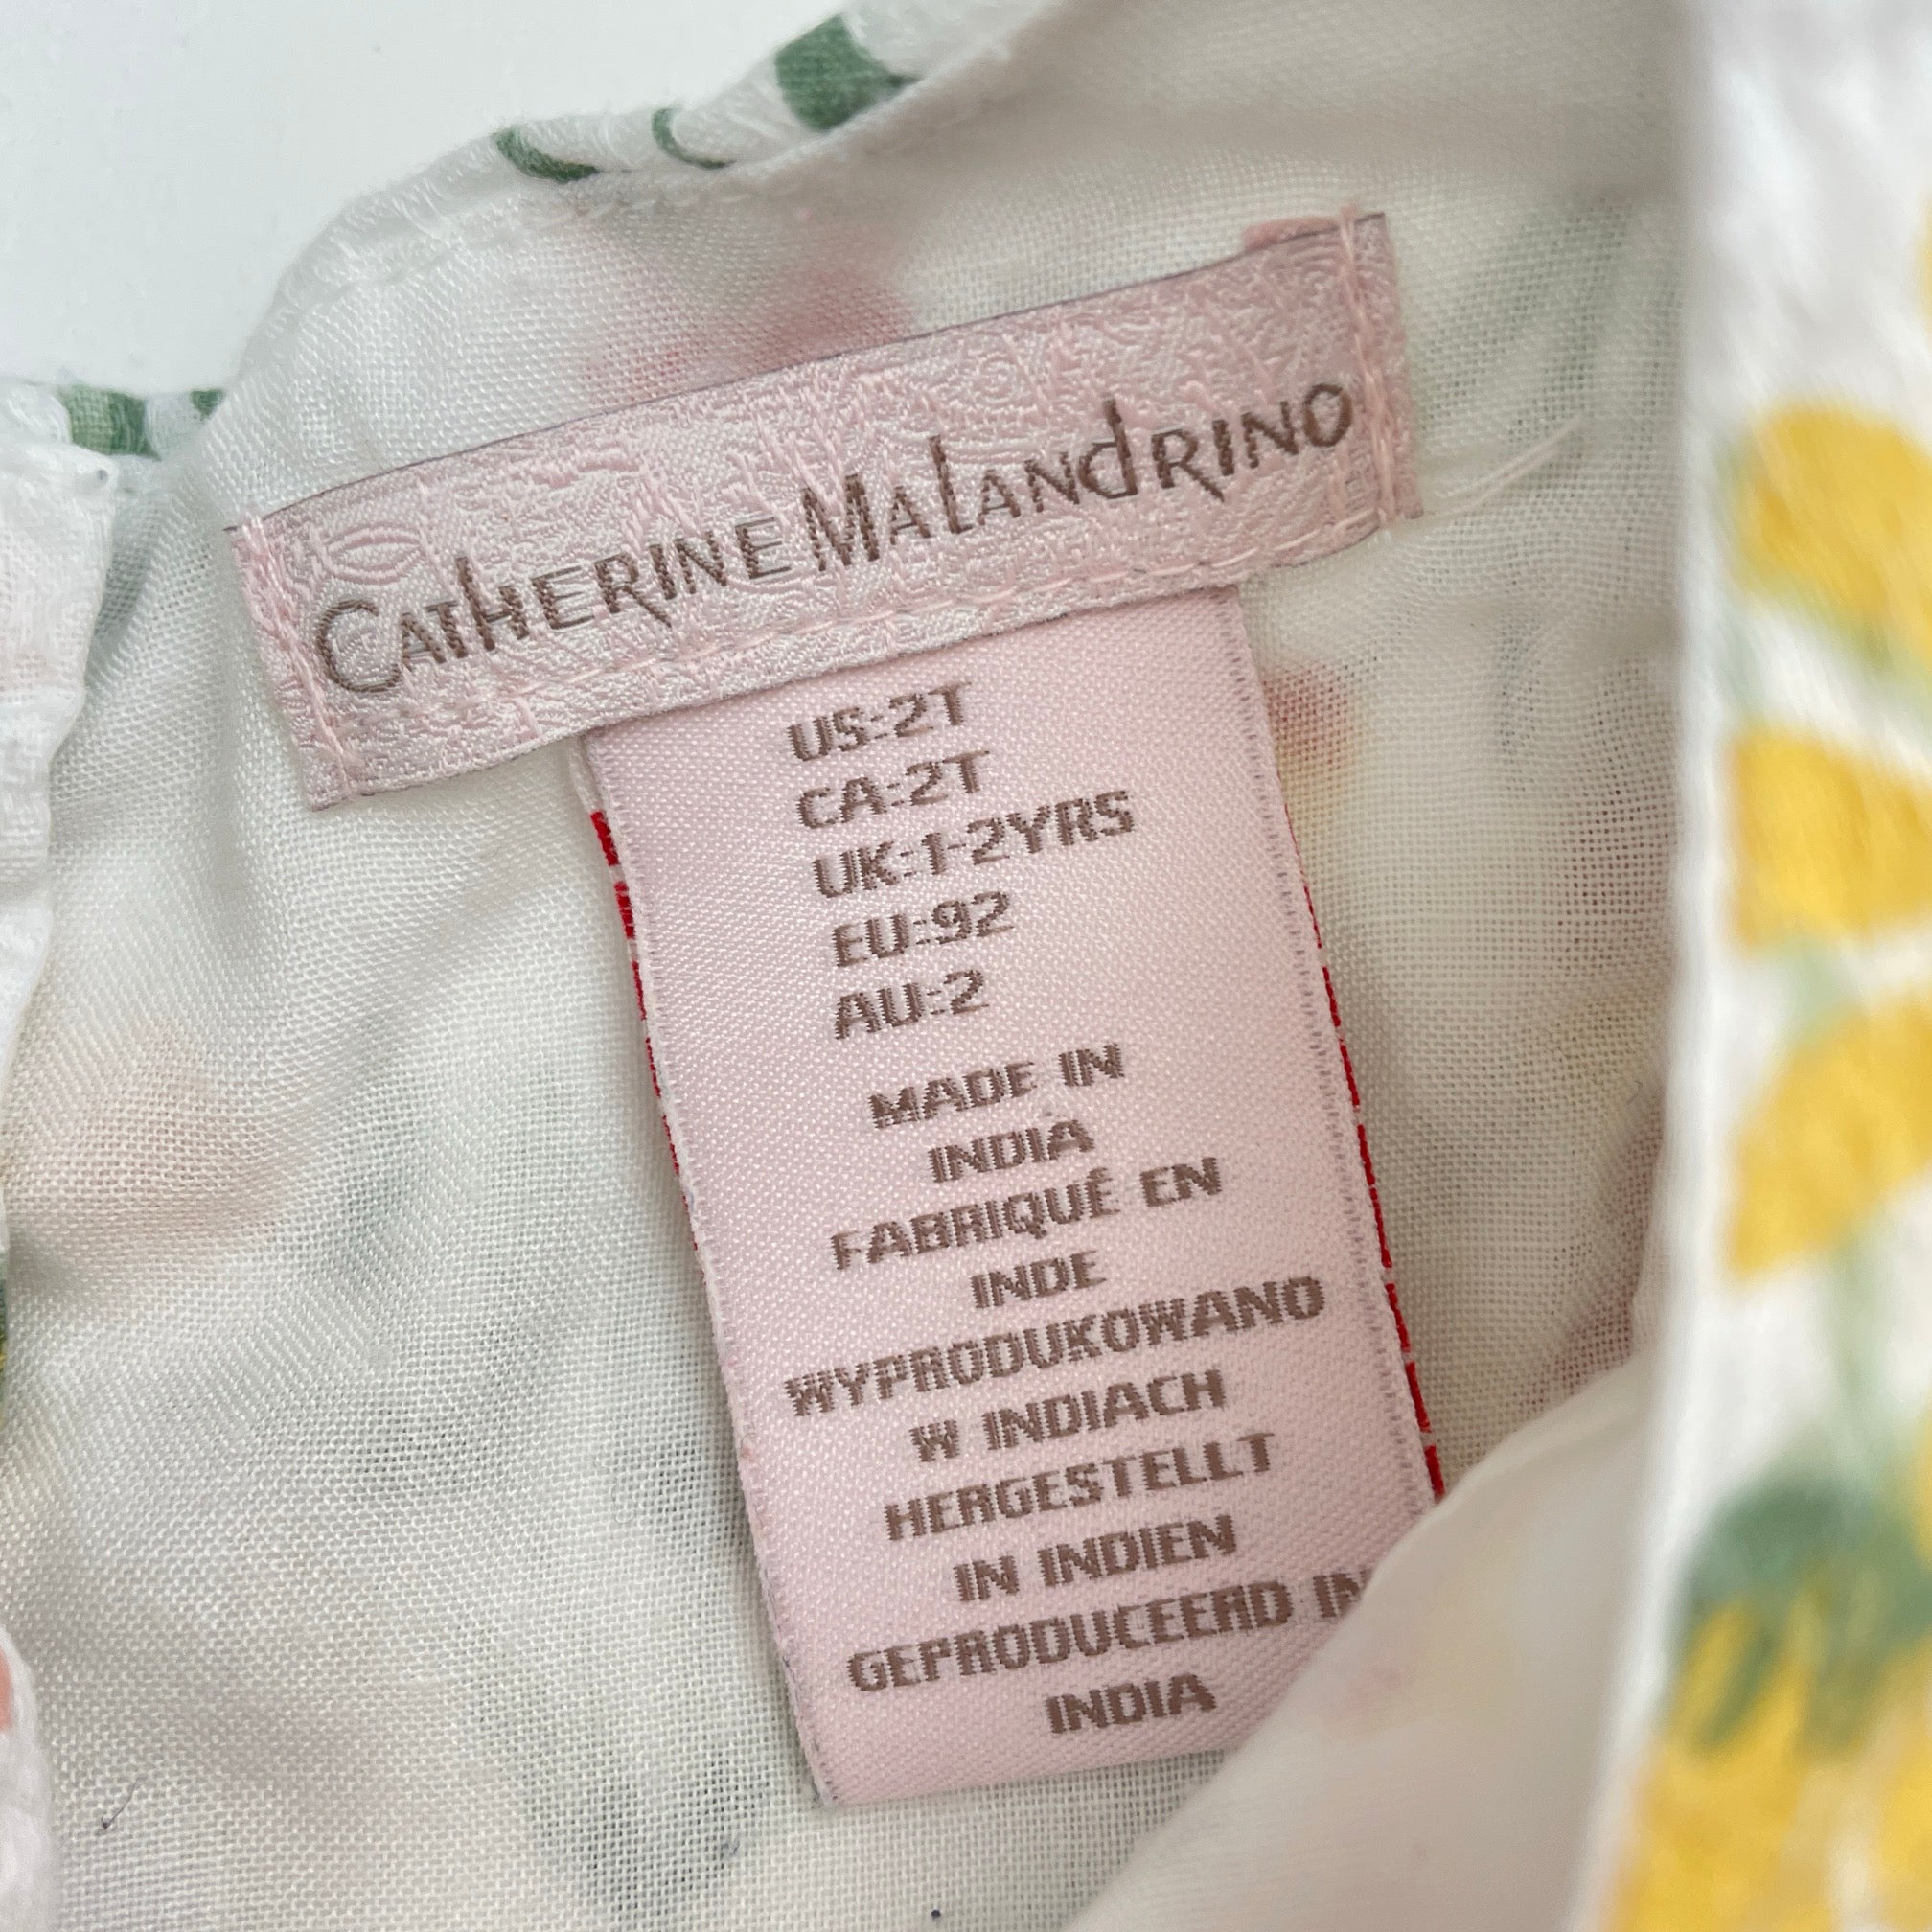 CATHERINE MALANDRINO
US:2T
CA:2T
UK:1-2YRS
EU:92
AU:2
MADE IN
INDIA
FABRIQUÉ EN
INDE
WYPRODUKOWANO
W INDIACH
HERGESTELLT
IN INDIEN
GEPRODUCEERD IN
INDIA